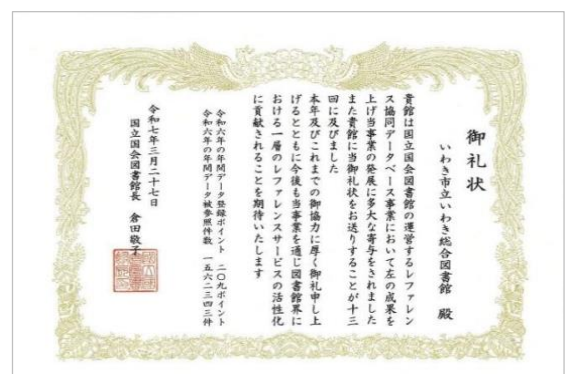 御礼状
いわき市立いわき総合図書館 殿
貴館は国立国会図書館の運営するレファレン
ス協同データベース事業において左の成果を
上げ当事業の発展に多大な寄与をされました
また貴館に当御礼状をお送りすることが十三
回に及びました
本年及びこれまでの御協力に厚く御礼申し上
げるとともに今後も当事業を通じ図書館界に
おける一層のレファレンスサービスの活性化
に貢献されることを期待いたします
令和六年の年間データ登録ポイント 二〇九ポイント
令和六年の年間データ被参照件数 一五六二三四三件
令和七年三月二十七日
国立国会図書館長 倉田敬子